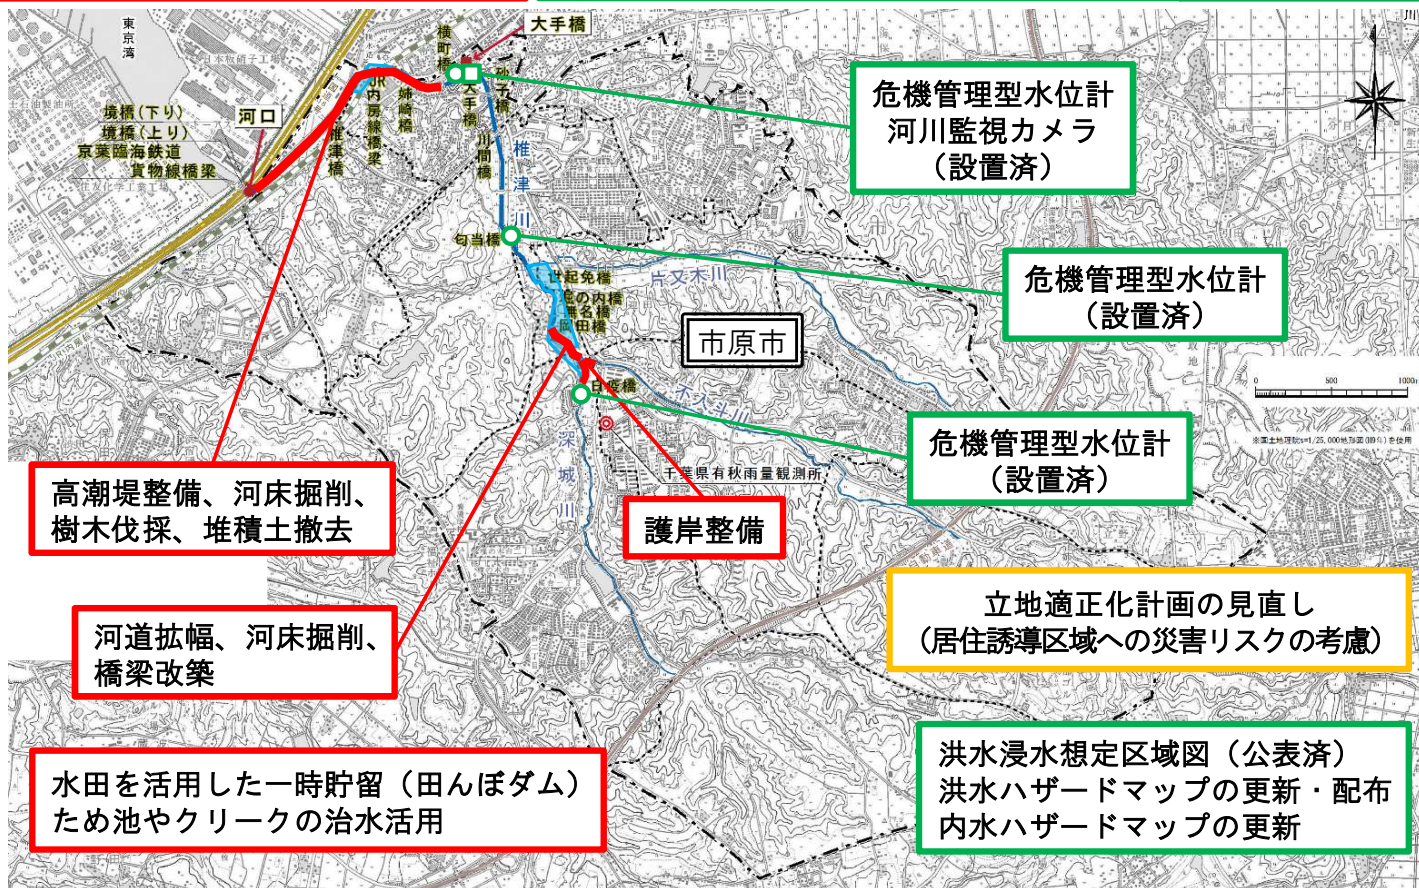 東京湾
大手橋
横町橋
砂子橋
大手橋
川間橋
姉崎橋
JR内房線橋梁
椎津橋
河口
境橋(下り)
境橋(上り)
京葉臨海鉄道
貨物線橋梁
椎津川
危機管理型水位計
河川監視カメラ
(設置済)
匂当橋
世起免橋
片又木川
危機管理型水位計
(設置済)
市原市
不入斗川
深城川
千葉県有秋雨量観測所
0 500 1000m
危機管理型水位計
(設置済)
高潮堤整備、河床掘削、
樹木伐採、堆積土撤去
護岸整備
河道拡幅、河床掘削、
橋梁改築
立地適正化計画の見直し
(居住誘導区域への災害リスクの考慮)
水田を活用した一時貯留(田んぼダム)
ため池やクリークの治水活用
洪水浸水想定区域図(公表済)
洪水ハザードマップの更新・配布
内水ハザードマップの更新